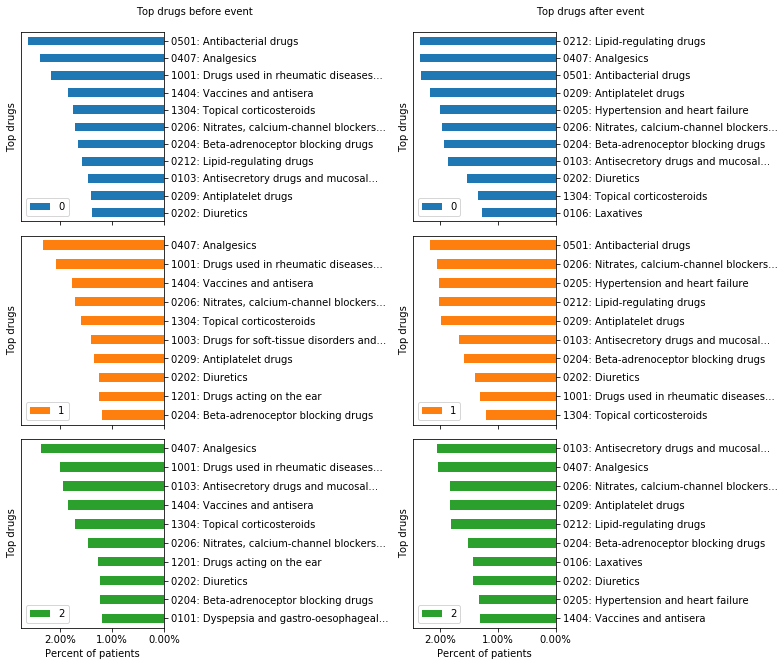 Top drugs before event
Top drugs
0501: Antibacterial drugs
0407: Analgesics
1001: Drugs used in rheumatic diseases...
1404: Vaccines and antisera
1304: Topical corticosteroids
0206: Nitrates, calcium-channel blockers...
0204: Beta-adrenoceptor blocking drugs
0212: Lipid-regulating drugs
0103: Antisecretory drugs and mucosal...
0209: Antiplatelet drugs
0202: Diuretics
0
Top drugs
0407: Analgesics
1001: Drugs used in rheumatic diseases...
1404: Vaccines and antisera
0206: Nitrates, calcium-channel blockers...
1304: Topical corticosteroids
1003: Drugs for soft-tissue disorders and...
0209: Antiplatelet drugs
0202: Diuretics
1201: Drugs acting on the ear
0204: Beta-adrenoceptor blocking drugs
1
Top drugs
0407: Analgesics
1001: Drugs used in rheumatic diseases...
0103: Antisecretory drugs and mucosal...
1404: Vaccines and antisera
1304: Topical corticosteroids
0206: Nitrates, calcium-channel blockers...
1201: Drugs acting on the ear
0202: Diuretics
0204: Beta-adrenoceptor blocking drugs
0101: Dyspepsia and gastro-oesophageal...
2
2.00% 1.00% 0.00%
Percent of patients
Top drugs after event
Top drugs
0212: Lipid-regulating drugs
0407: Analgesics
0501: Antibacterial drugs
0209: Antiplatelet drugs
0205: Hypertension and heart failure
0206: Nitrates, calcium-channel blockers...
0204: Beta-adrenoceptor blocking drugs
0103: Antisecretory drugs and mucosal...
0202: Diuretics
1304: Topical corticosteroids
0106: Laxatives
0
Top drugs
0501: Antibacterial drugs
0206: Nitrates, calcium-channel blockers...
0205: Hypertension and heart failure
0212: Lipid-regulating drugs
0209: Antiplatelet drugs
0103: Antisecretory drugs and mucosal...
0204: Beta-adrenoceptor blocking drugs
0202: Diuretics
1001: Drugs used in rheumatic diseases...
1304: Topical corticosteroids
1
Top drugs
0103: Antisecretory drugs and mucosal...
0407: Analgesics
0206: Nitrates, calcium-channel blockers...
0209: Antiplatelet drugs
0212: Lipid-regulating drugs
0204: Beta-adrenoceptor blocking drugs
0106: Laxatives
0202: Diuretics
0205: Hypertension and heart failure
1404: Vaccines and antisera
2
2.00% 1.00% 0.00%
Percent of patients